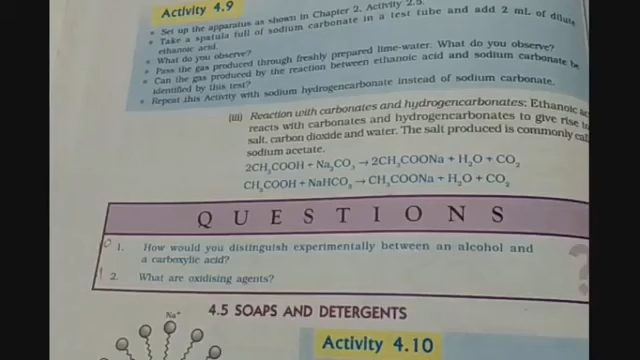 Activity 4.9
• Set up the apparatus as shown in Chapter 2, Activity 2.5.
• Take a spatula full of sodium carbonate in a test tube and add 2 mL of dilute
ethanoic acid.
• What do you observe?
• Pass the gas produced through freshly prepared lime-water. What do you observe?
• Can the gas produced by the reaction between ethanoic acid and sodium carbonate be
identified by this test?
• Repeat this Activity with sodium hydrogencarbonate instead of sodium carbonate.
(iii) Reaction with carbonates and hydrogencarbonates: Ethanoic
reacts with carbonates and hydrogencarbonates to give rise to
salt, carbon dioxide and water. The salt produced is commonly
sodium acetate.
2CH₃COOH + Na₂CO₃ → 2CH₃COONa + H₂O + CO₂
CH₃COOH + NaHCO₃ → CH₃COONa + H₂O + CO₂
QUESTIONS
1. How would you distinguish experimentally between an alcohol and
a carboxylic acid?
2. What are oxidising agents?
?
4.5 SOAPS AND DETERGENTS
Na⁺
Activity 4.10